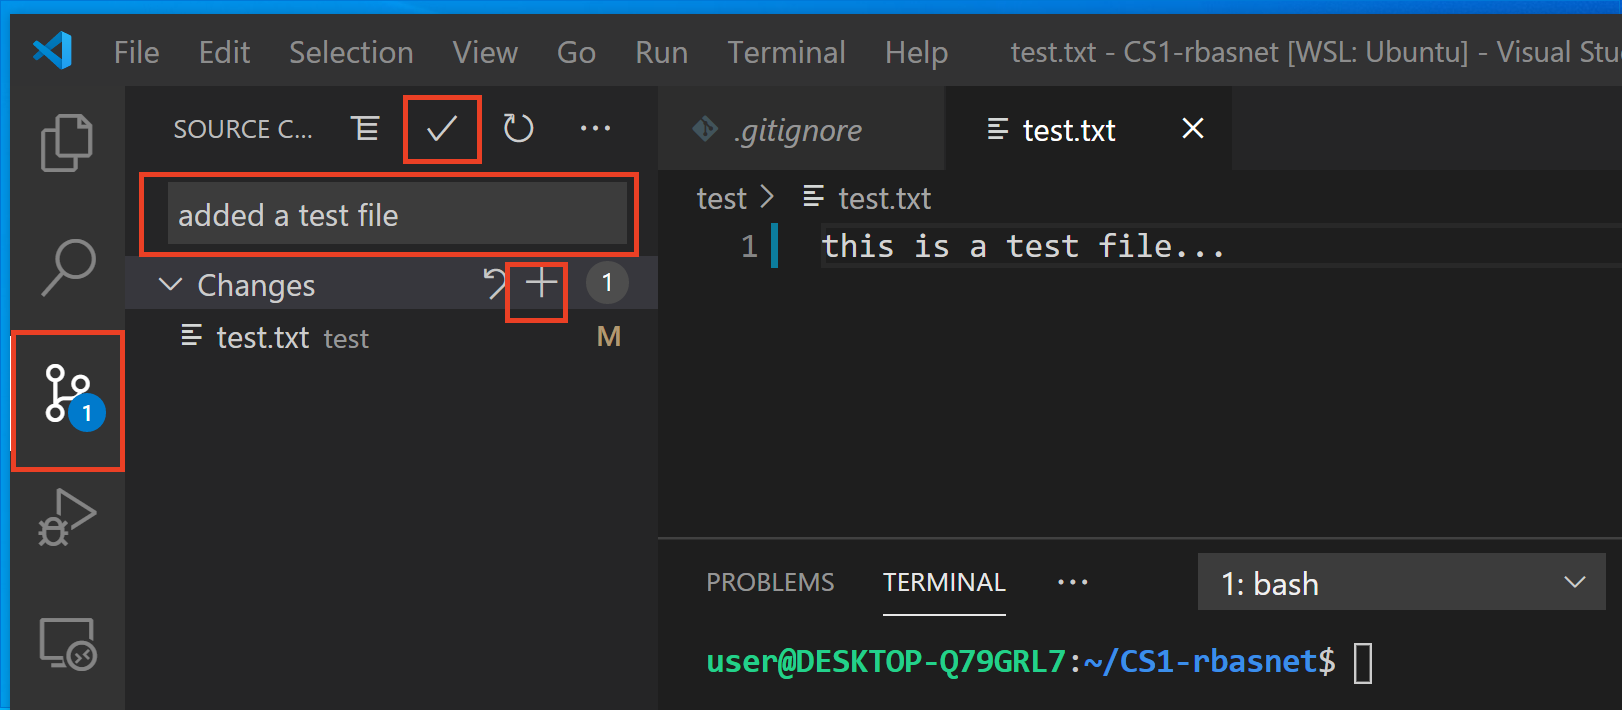 File Edit Selection View Go Run Terminal Help test.txt - CS1-rbasnet [WSL: Ubuntu] - Visual Stu
SOURCE C...
added a test file
Changes 1
test.txt test M
1
.gitignore test.txt
test > test.txt
1 this is a test file...
PROBLEMS TERMINAL ... 1: bash
user@DESKTOP-Q79GRL7:~/CS1-rbasnet$